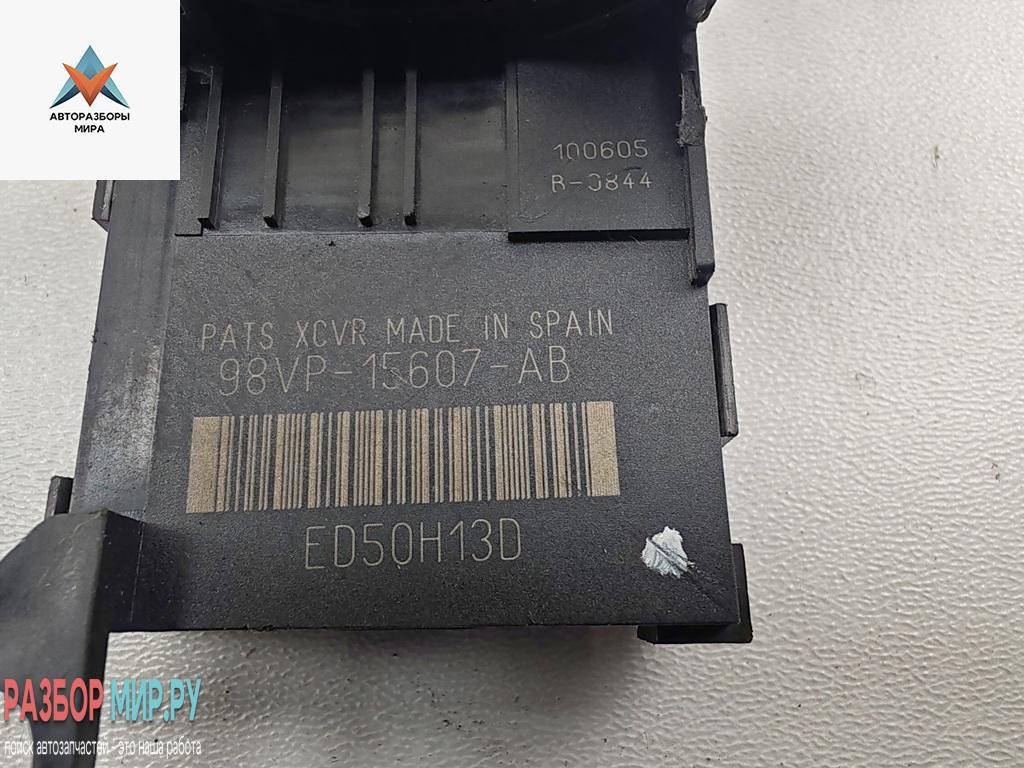 АВТОРАЗБОРЫ
МИРА
100605
B-0844
PATS XCVR MADE IN SPAIN
98VP-15607-AB
ED50H13D
РАЗБОР МИР.РУ
поиск автозапчастей - это наша работа